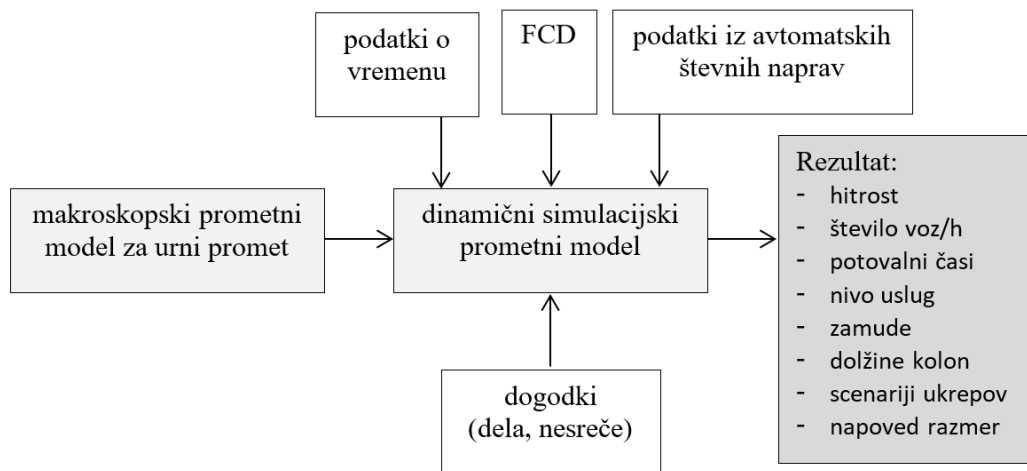 podatki o
vremenu
FCD
podatki iz avtomatskih
števnih naprav
makroskopski prometni
model za urni promet
dinamični simulacijski
prometni model
dogodki
(dela, nesreče)
Rezultat:
- hitrost
- število voz/h
- potovalni časi
- nivo uslug
- zamude
- dolžine kolon
- scenariji ukrepov
- napoved razmer